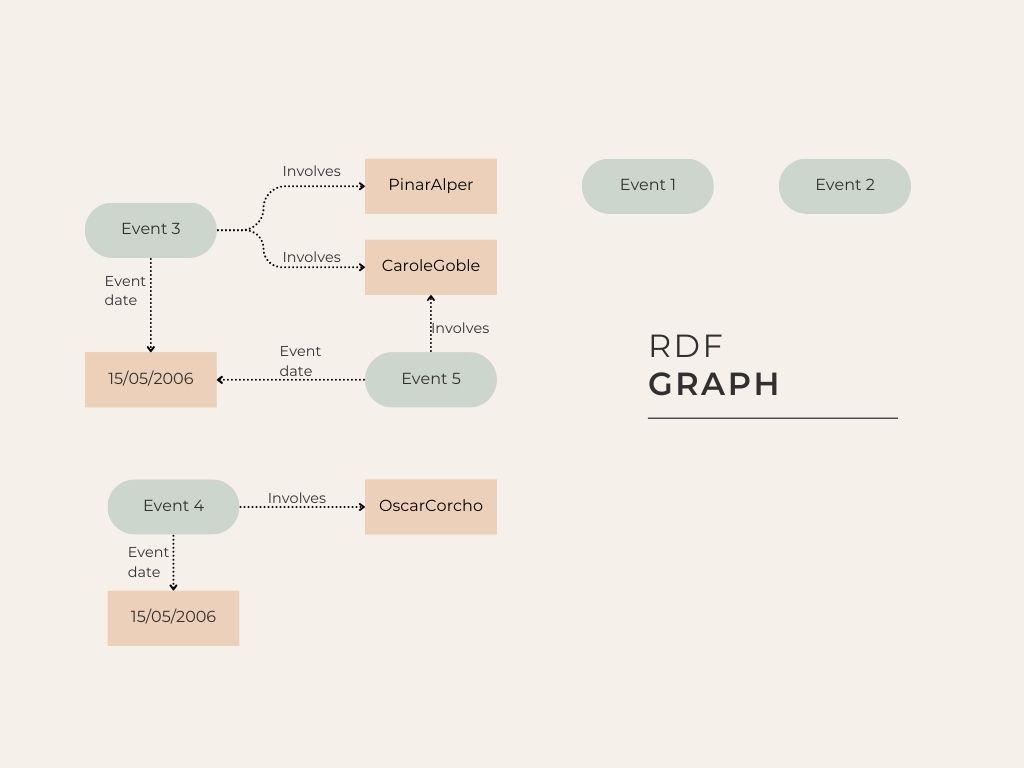 Involves
PinarAlper
Event 1
Event 2
Event 3
Involves
CaroleGoble
Event
date
Involves
Event
date
15/05/2006
Event 5
RDF
GRAPH
Event 4
Involves
OscarCorcho
Event
date
15/05/2006